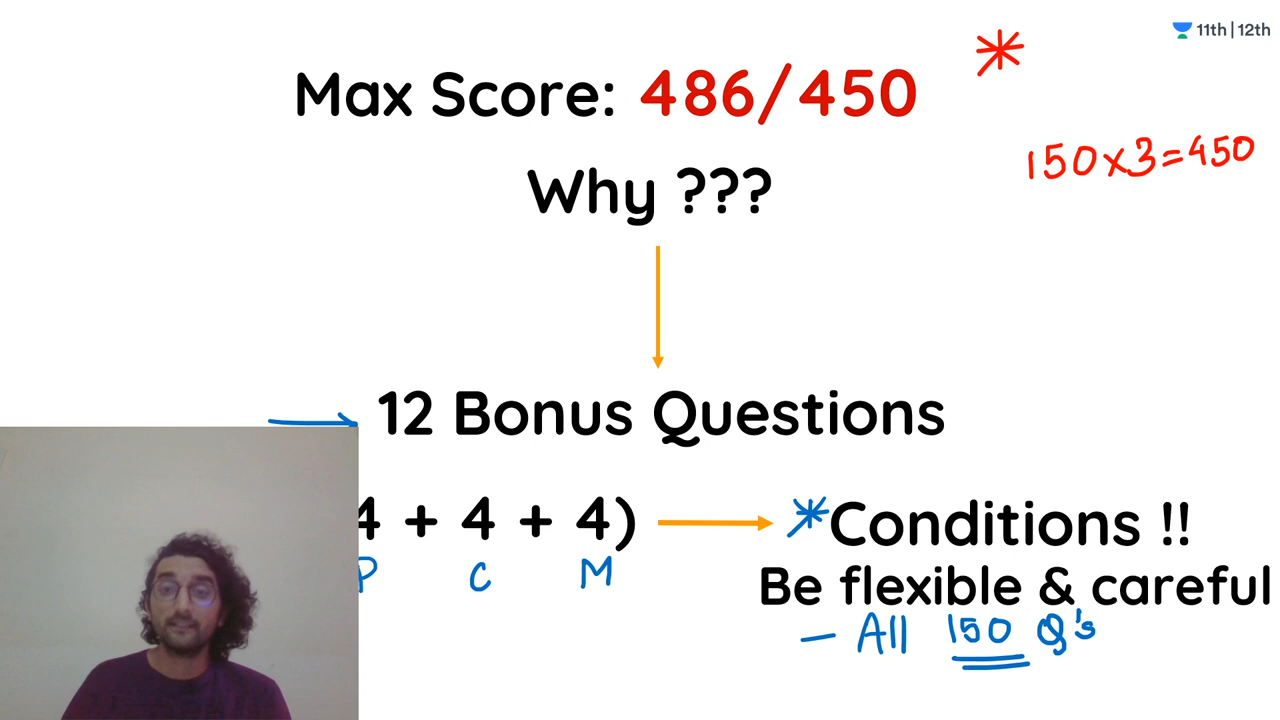 11th | 12th
Max Score: 486/450
150x3=450
Why ???
12 Bonus Questions
4 + 4 + 4)
*Conditions !!
P C M
Be flexible & careful
- All 150 Q's